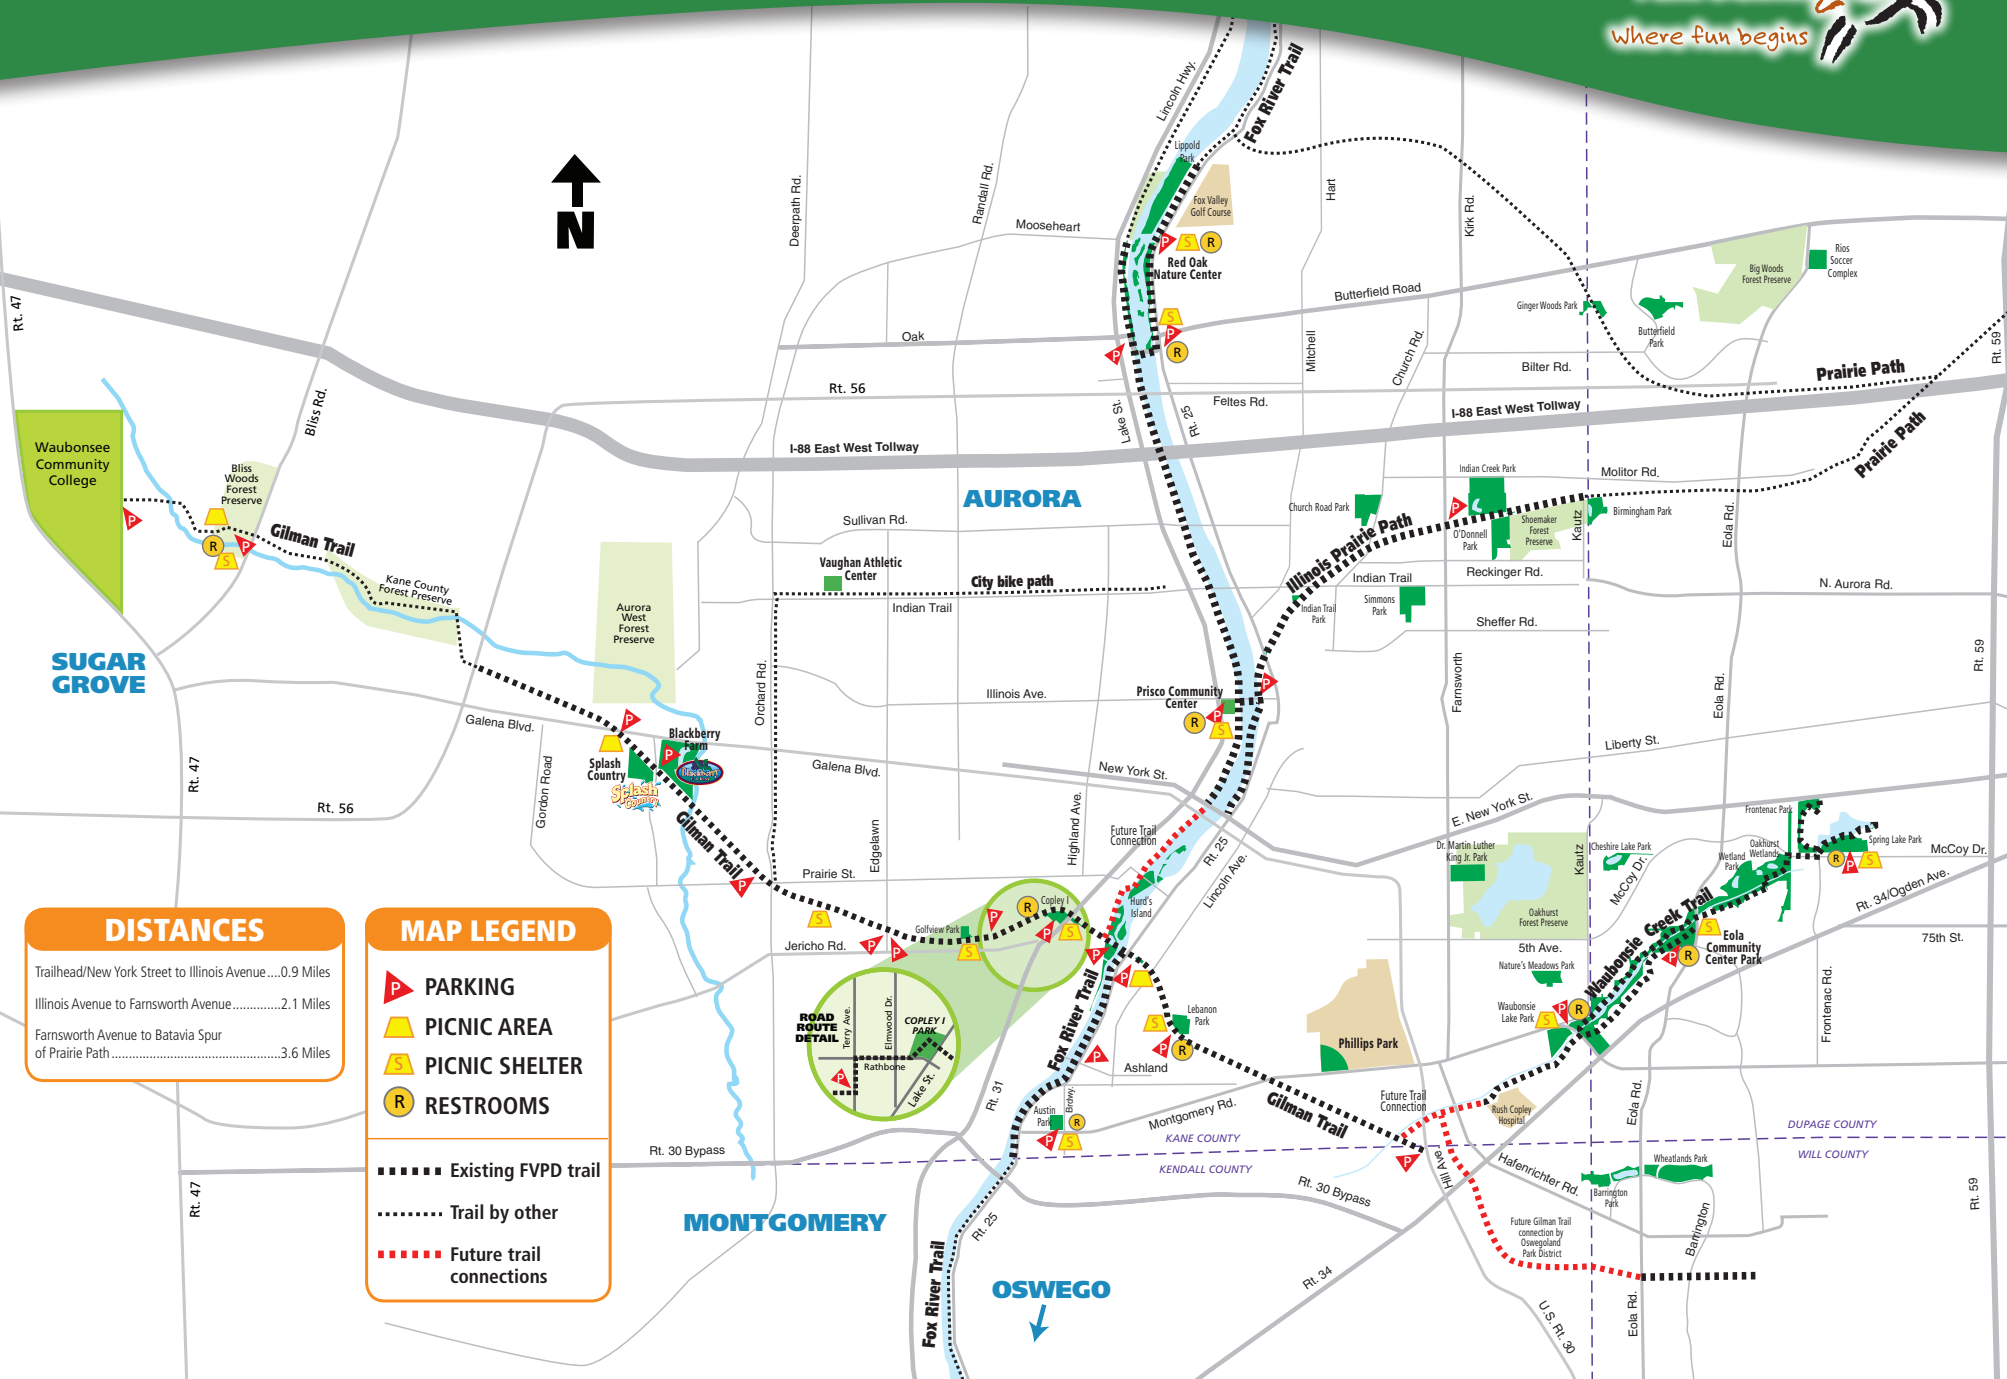 Where fun begins
Lincoln Hwy.
Fox River Trail
Lippold
Park
Fox Valley
Golf Course
Deerpath Rd.
Randall Rd.
Mooseheart
Hart
Kirk Rd.
N
P
S
R
Red Oak
Nature Center
Big Woods
Forest Preserve
Rios
Soccer
Complex
Rt. 47
Butterfield Road
Ginger Woods Park
Butterfield
Park
Oak
S
P
P
R
Mitchell
Church Rd.
Bilter Rd.
Rt. 59
Prairie Path
Rt. 56
Feltes Rd.
Lake St.
Rt. 25
I-88 East West Tollway
I-88 East West Tollway
Bliss Rd.
Prairie Path
Waubonsee
Community
College
Bliss
Woods
Forest
Preserve
P
R
P
S
Gilman Trail
Kane County
Forest Preserve
AURORA
Indian Creek Park
Molitor Rd.
Church Road Park
P
O'Donnell
Park
Shoemaker
Forest
Preserve
Kautz
Birmingham Park
Eola Rd.
Sullivan Rd.
Illinois Prairie Path
Vaughan Athletic
Center
City bike path
Indian Trail
Indian Trail
Reckinger Rd.
N. Aurora Rd.
Indian Trail
Park
Simmons
Park
Sheffer Rd.
Aurora
West
Forest
Preserve
SUGAR
GROVE
Orchard Rd.
Illinois Ave.
Prisco Community
Center
P
P
R
S
Farnsworth
Eola Rd.
Rt. 59
Galena Blvd.
P
Blackberry
Farm
P
Blackberry
FARM
Splash
Country
Splash
Country
Liberty St.
Rt. 47
Gordon Road
Galena Blvd.
New York St.
Rt. 56
Gilman Trail
Edgelawn
Highland Ave.
Future Trail
Connection
Rt. 25
Lincoln Ave.
E. New York St.
Dr. Martin Luther
King Jr. Park
Kautz
Cheshire Lake Park
McCoy Dr.
Frontenac Park
Oakhurst
Wetlands
Wetland
Park
Spring Lake Park
R
P
S
McCoy Dr.
Rt. 34/Ogden Ave.
P
Prairie St.
S
Jericho Rd.
P
P
Golfview Park
S
P
R
Copley I
P
S
Hurd's
Island
P
P
Oakhurst
Forest Preserve
5th Ave.
Nature's Meadows Park
Waubonsie Creek Trail
S
Eola
Community
Center Park
P
R
75th St.
DISTANCES
Trailhead/New York Street to Illinois Avenue....0.9 Miles
Illinois Avenue to Farnsworth Avenue..............2.1 Miles
Farnsworth Avenue to Batavia Spur
of Prairie Path.................................................3.6 Miles
MAP LEGEND
P PARKING
PICNIC AREA
S PICNIC SHELTER
R RESTROOMS
Existing FVPD trail
Trail by other
Future trail
connections
ROAD
ROUTE
DETAIL
Terry Ave.
Elmwood Dr.
COPLEY I
PARK
Rathbone
P
Lake St.
Fox River Trail
S
Lebanon
Park
P
R
P
Ashland
Phillips Park
Waubonsie
Lake Park
S
P
R
Frontenac Rd.
Rt. 31
Austin
Park
Brdwy.
R
P
S
Montgomery Rd.
Gilman Trail
Future Trail
Connection
Rush Copley
Hospital
Eola Rd.
KANE COUNTY
KENDALL COUNTY
DUPAGE COUNTY
WILL COUNTY
Rt. 30 Bypass
P
Hill Ave.
Hafenrichter Rd.
Wheatlands Park
Barrington
Park
Rt. 30 Bypass
Rt. 47
MONTGOMERY
Rt. 25
Future Gilman Trail
connection by
Oswegoland
Park District
Barrington
Rt. 59
Fox River Trail
OSWEGO
Rt. 34
U.S. Rt. 30
Eola Rd.